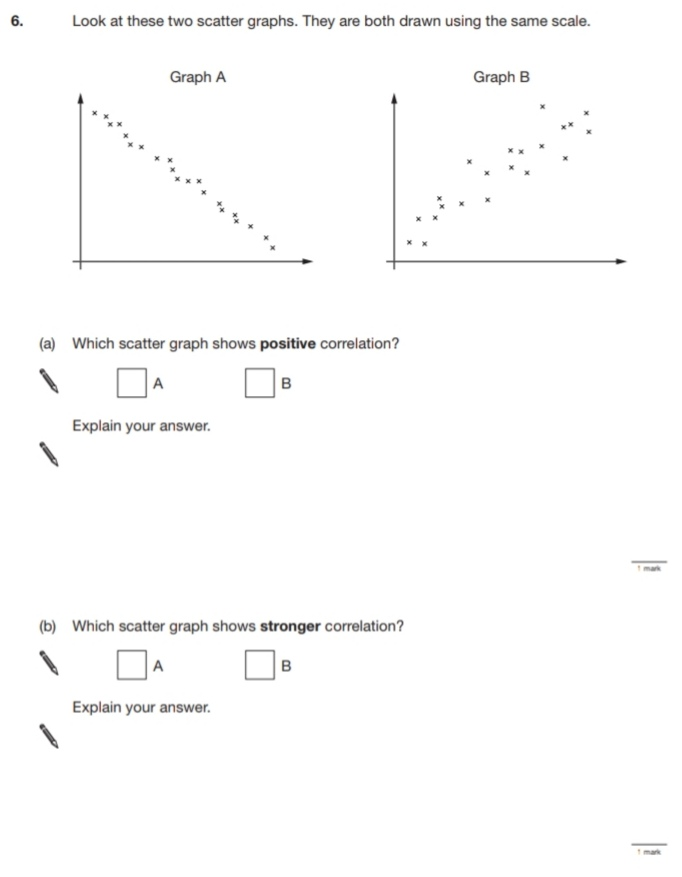 6. Look at these two scatter graphs. They are both drawn using the same scale.
Graph A Graph B
(a) Which scatter graph shows positive correlation?
A B
Explain your answer.
1 mark
(b) Which scatter graph shows stronger correlation?
A B
Explain your answer.
1 mark